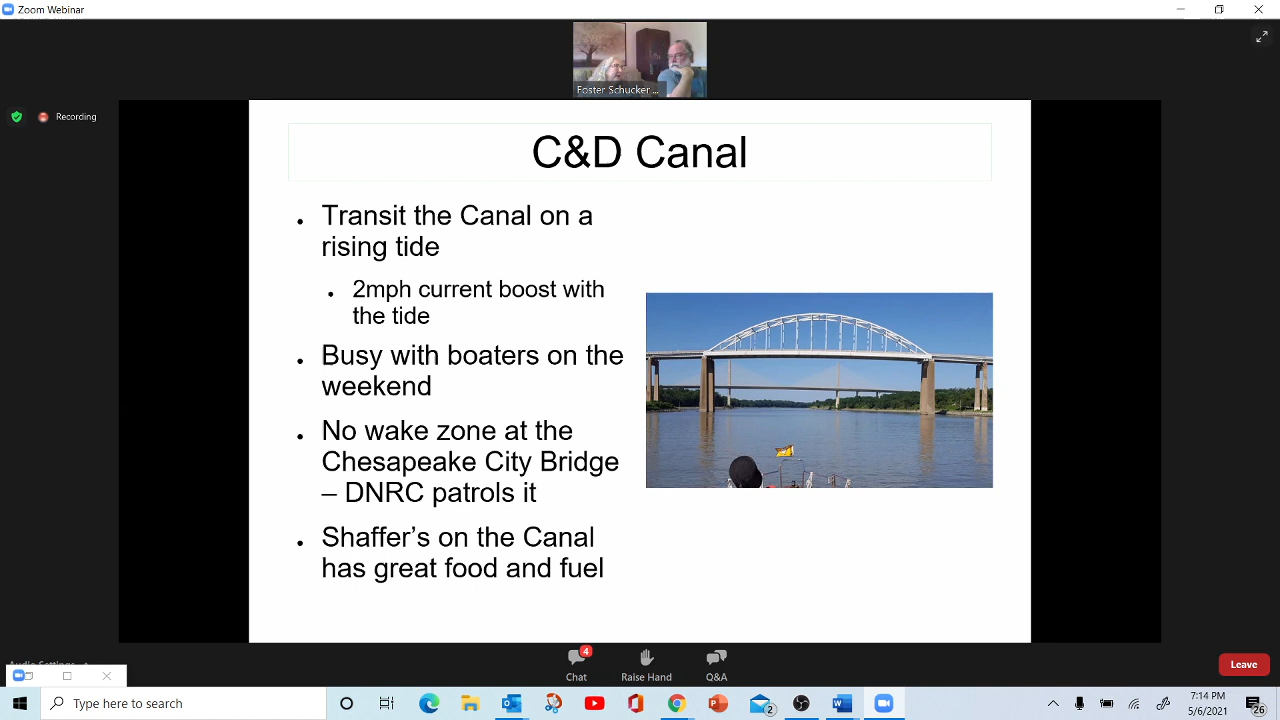 Zoom Webinar
Foster Schucker ...
Recording
C&D Canal
Transit the Canal on a
rising tide
2mph current boost with
the tide
Busy with boaters on the
weekend
No wake zone at the
Chesapeake City Bridge
– DNRC patrols it
Shaffer’s on the Canal
has great food and fuel
Audio Settings
4
Chat
Raise Hand
Q&A
Leave
Type here to search
2
7:14 PM
5/6/2021
26